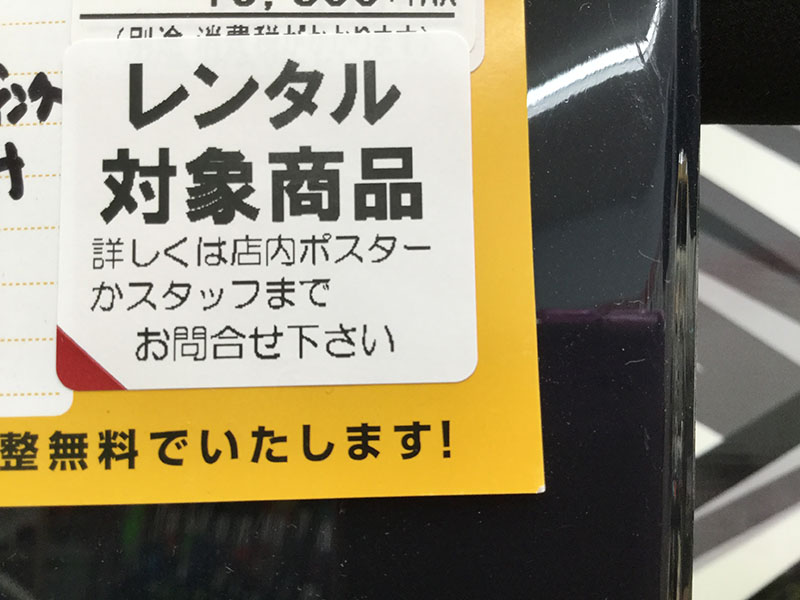 レンタル
対象商品
詳しくは店内ポスター
かスタッフまで
お問合せ下さい
整無料でいたします!